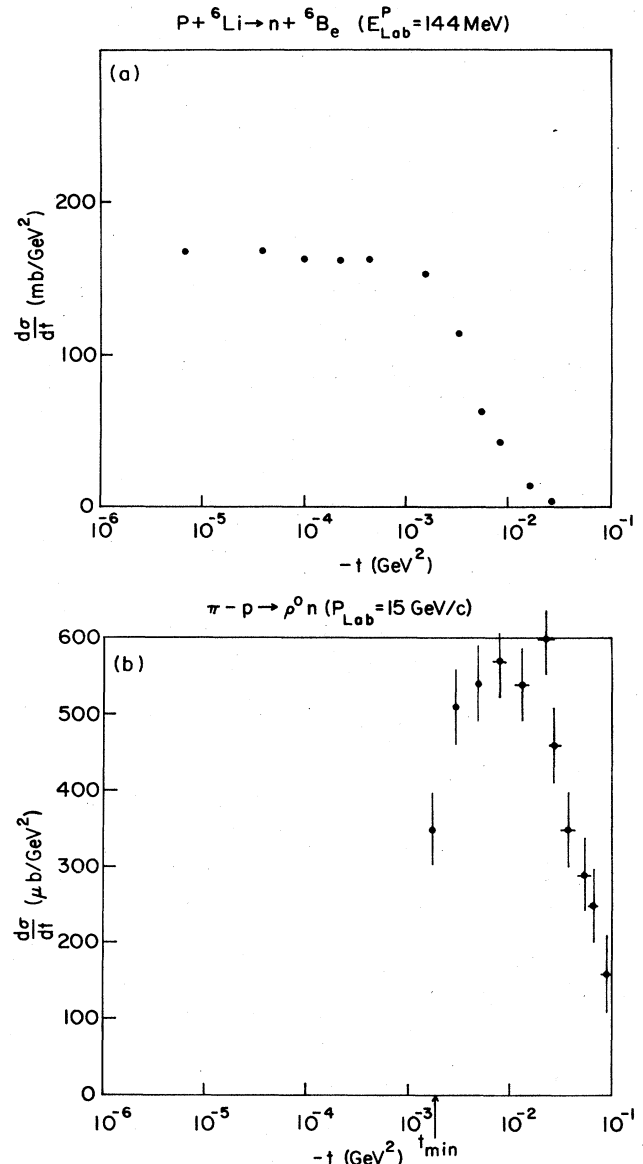 P + ⁶Li → n + ⁶Bₑ (Eᴾ_Lab = 144 MeV)
(a)
200
100
0
dσ/dt (mb/GeV²)
10⁻⁶ 10⁻⁵ 10⁻⁴ 10⁻³ 10⁻² 10⁻¹
-t (GeV²)
π - p → ρ⁰ n (P_Lab = 15 GeV/c)
(b)
600
500
400
300
200
100
0
dσ/dt (μb/GeV²)
10⁻⁶ 10⁻⁵ 10⁻⁴ 10⁻³ 10⁻² 10⁻¹
t_min
-t (GeV²)